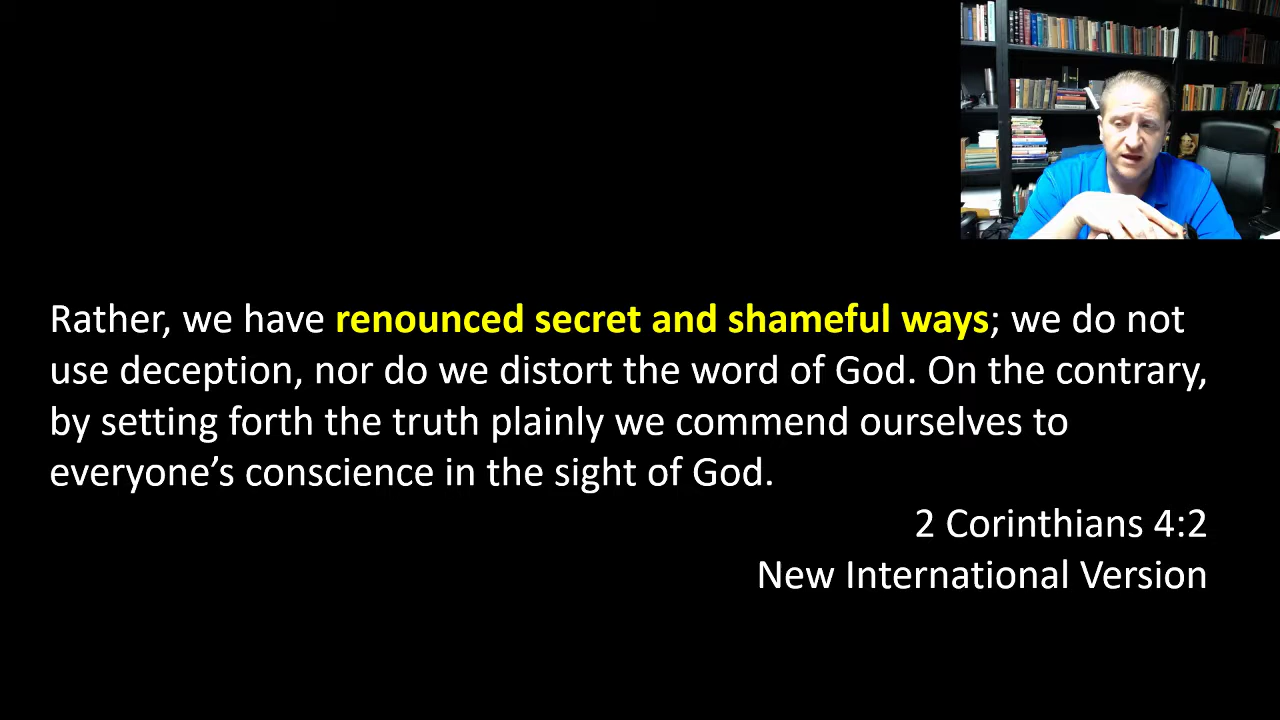 Rather, we have renounced secret and shameful ways; we do not
use deception, nor do we distort the word of God. On the contrary,
by setting forth the truth plainly we commend ourselves to
everyone’s conscience in the sight of God.
2 Corinthians 4:2
New International Version